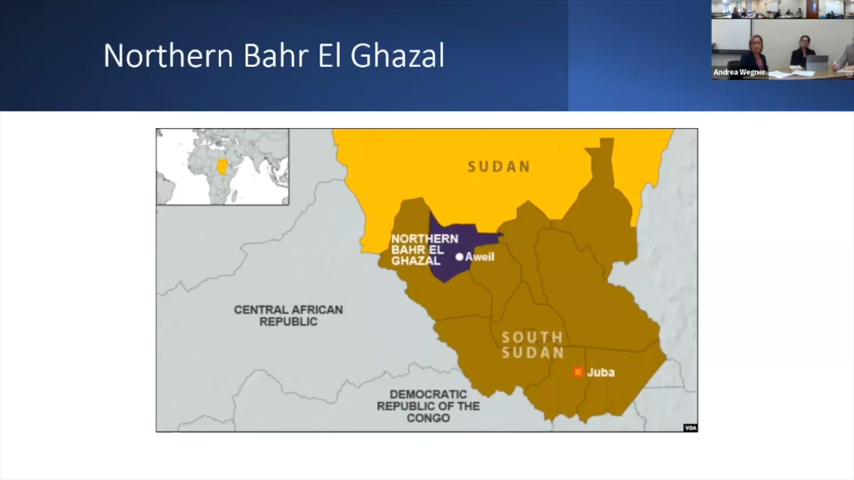 Northern Bahr El Ghazal
Andrea Wegner
SUDAN
NORTHERN
BAHR EL
GHAZAL
Aweil
CENTRAL AFRICAN
REPUBLIC
SOUTH
SUDAN
Juba
DEMOCRATIC
REPUBLIC OF THE
CONGO
VOA